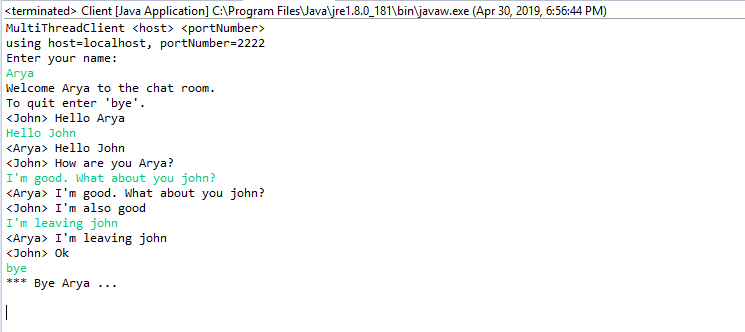 <terminated> Client [Java Application] C:\Program Files\Java\jre1.8.0_181\bin\javaw.exe (Apr 30, 2019, 6:56:44 PM)
MultiThreadClient <host> <portNumber>
using host=localhost, portNumber=2222
Enter your name:
Arya
Welcome Arya to the chat room.
To quit enter 'bye'.
<John> Hello Arya
Hello John
<Arya> Hello John
<John> How are you Arya?
I'm good. What about you john?
<Arya> I'm good. What about you john?
<John> I'm also good
I'm leaving john
<Arya> I'm leaving john
<John> Ok
bye
*** Bye Arya ...